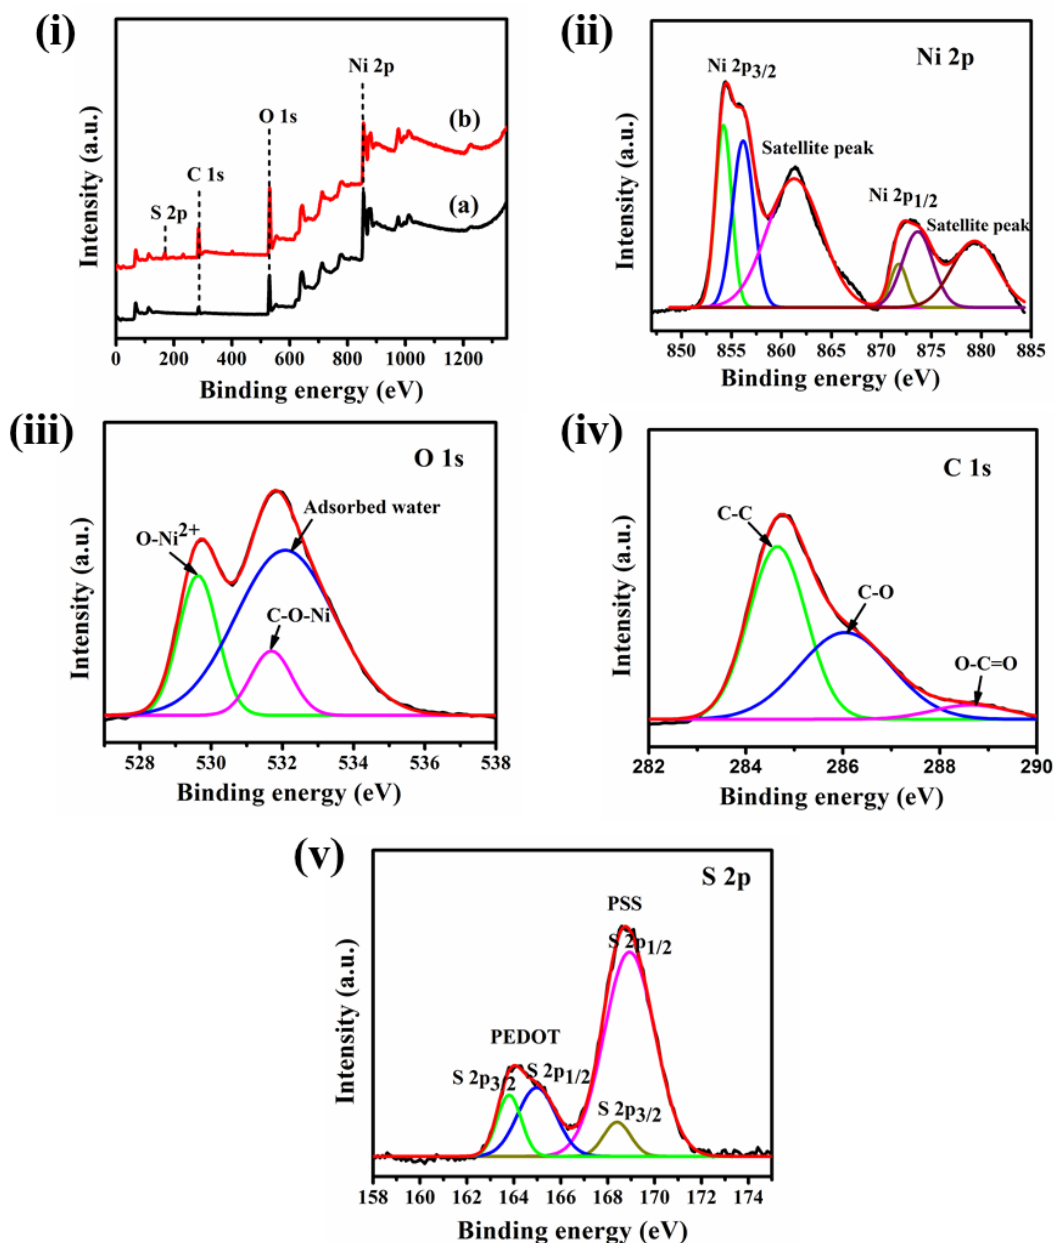 (i)
Intensity (a.u.)
S 2p
C 1s
O 1s
Ni 2p
(b)
(a)
0 200 400 600 800 1000 1200
Binding energy (eV)
(ii)
Ni 2p
Intensity (a.u.)
Ni 2p3/2
Satellite peak
Ni 2p1/2
Satellite peak
850 855 860 865 870 875 880 885
Binding energy (eV)
(iii)
O 1s
Intensity (a.u.)
O-Ni2+
Adsorbed water
C-O-Ni
528 530 532 534 536 538
Binding energy (eV)
(iv)
C 1s
Intensity (a.u.)
C-C
C-O
O-C=O
282 284 286 288 290
Binding energy (eV)
(v)
S 2p
Intensity (a.u.)
PSS
S 2p1/2
PEDOT
S 2p3/2
S 2p1/2
S 2p3/2
158 160 162 164 166 168 170 172 174
Binding energy (eV)